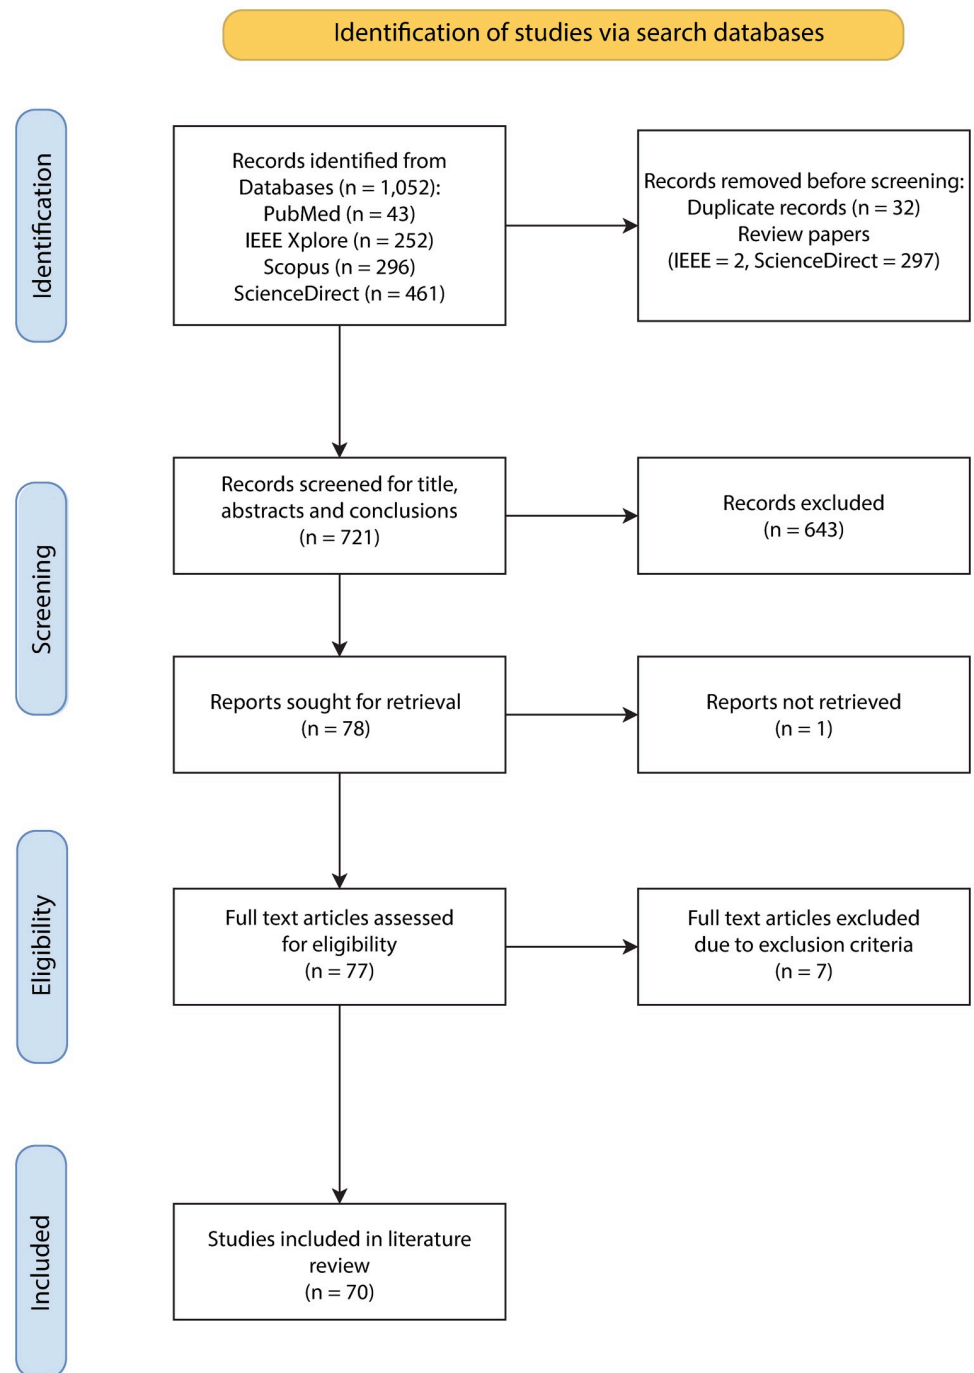 Identification of studies via search databases
Identification
Records identified from
Databases (n = 1,052):
PubMed (n = 43)
IEEE Xplore (n = 252)
Scopus (n = 296)
ScienceDirect (n = 461)
Records removed before screening:
Duplicate records (n = 32)
Review papers
(IEEE = 2, ScienceDirect = 297)
Screening
Records screened for title,
abstracts and conclusions
(n = 721)
Records excluded
(n = 643)
Reports sought for retrieval
(n = 78)
Reports not retrieved
(n = 1)
Eligibility
Full text articles assessed
for eligibility
(n = 77)
Full text articles excluded
due to exclusion criteria
(n = 7)
Included
Studies included in literature
review
(n = 70)